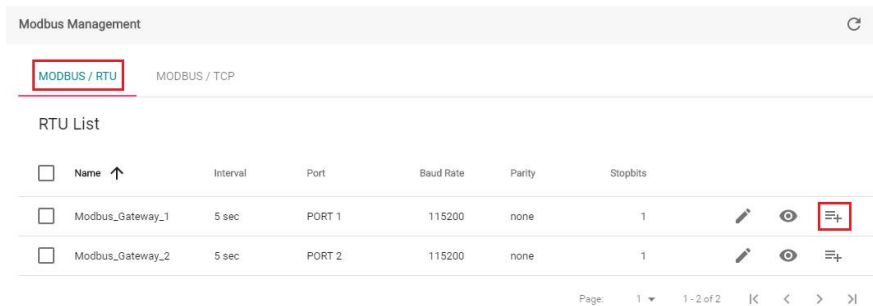 Modbus Management
MODBUS / RTU MODBUS / TCP
RTU List
Name Interval Port Baud Rate Parity Stopbits
Modbus_Gateway_1 5 sec PORT 1 115200 none 1
Modbus_Gateway_2 5 sec PORT 2 115200 none 1
Page: 1 1 - 2 of 2